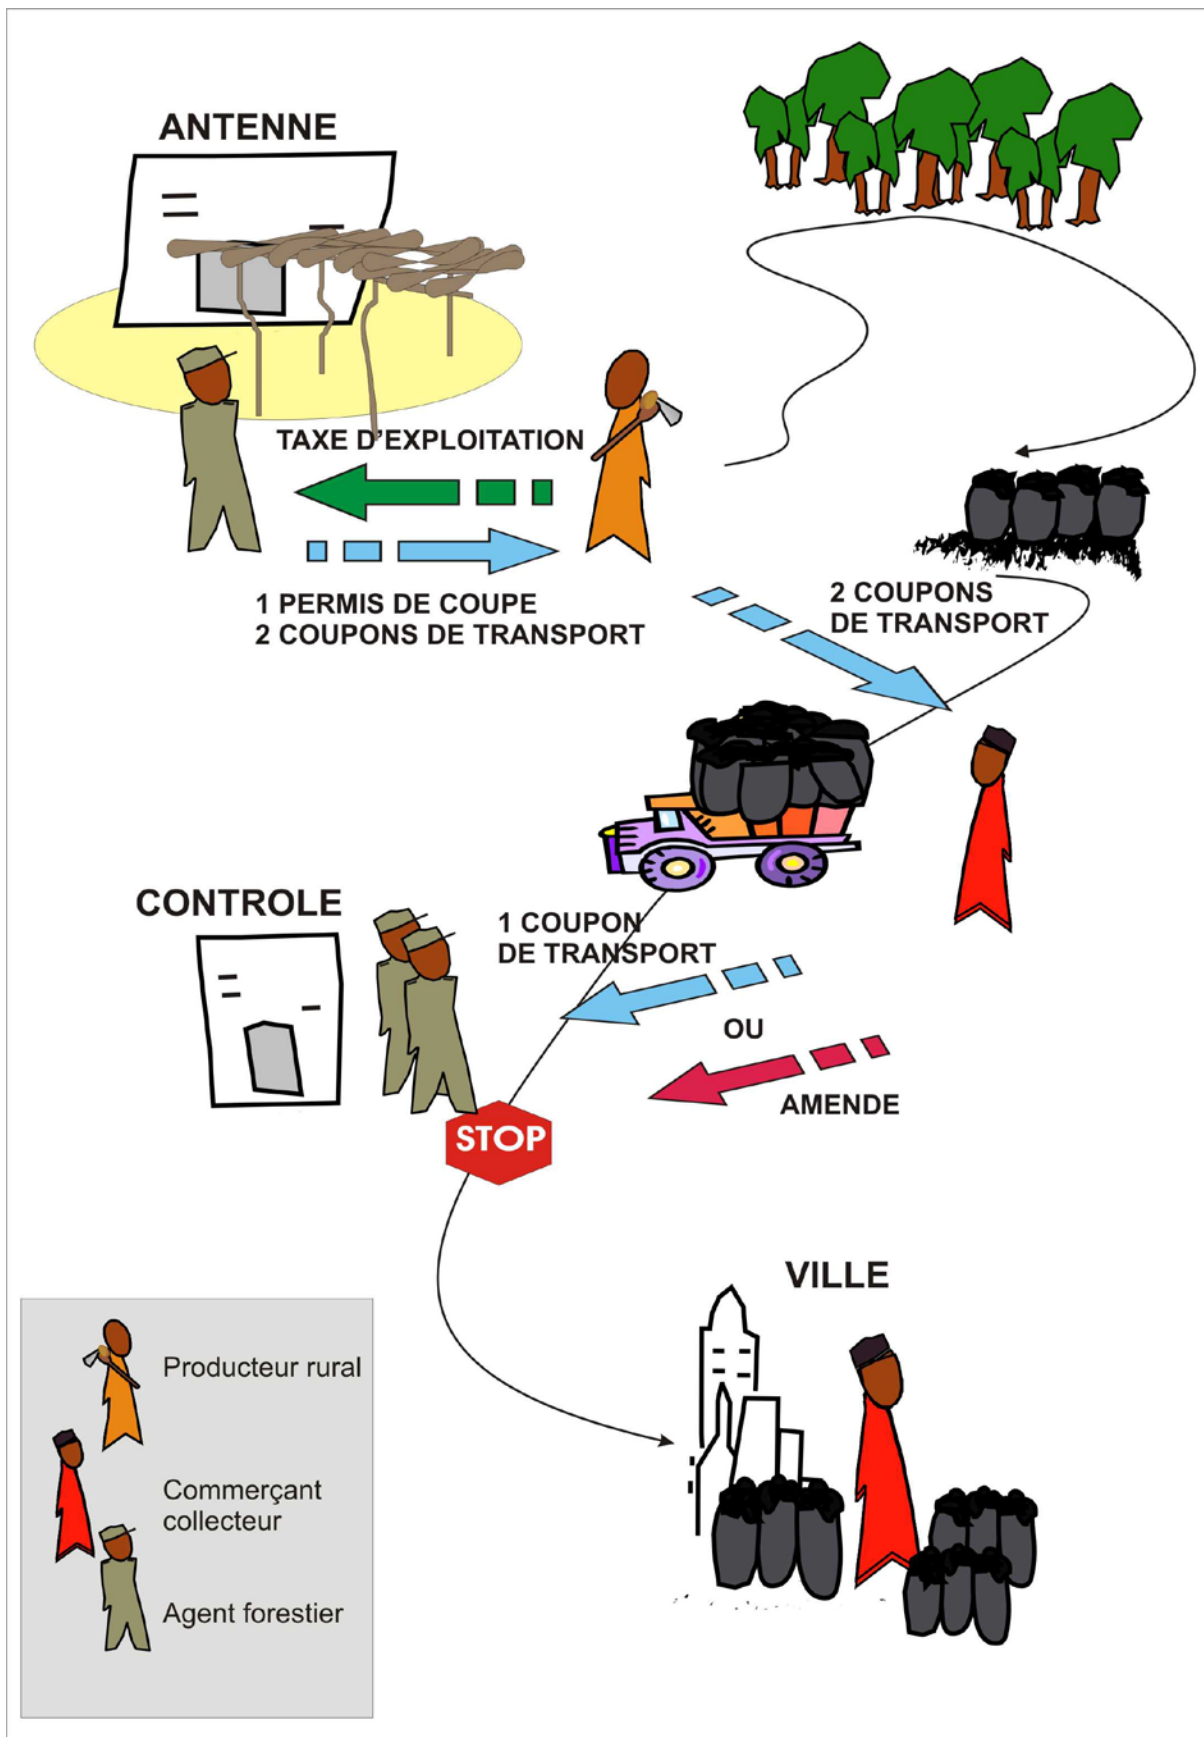 ANTENNE
TAXE D'EXPLOITATION
1 PERMIS DE COUPE
2 COUPONS DE TRANSPORT
2 COUPONS
DE TRANSPORT
CONTROLE
1 COUPON
DE TRANSPORT
OU
AMENDE
STOP
VILLE
Producteur rural
Commerçant
collecteur
Agent forestier